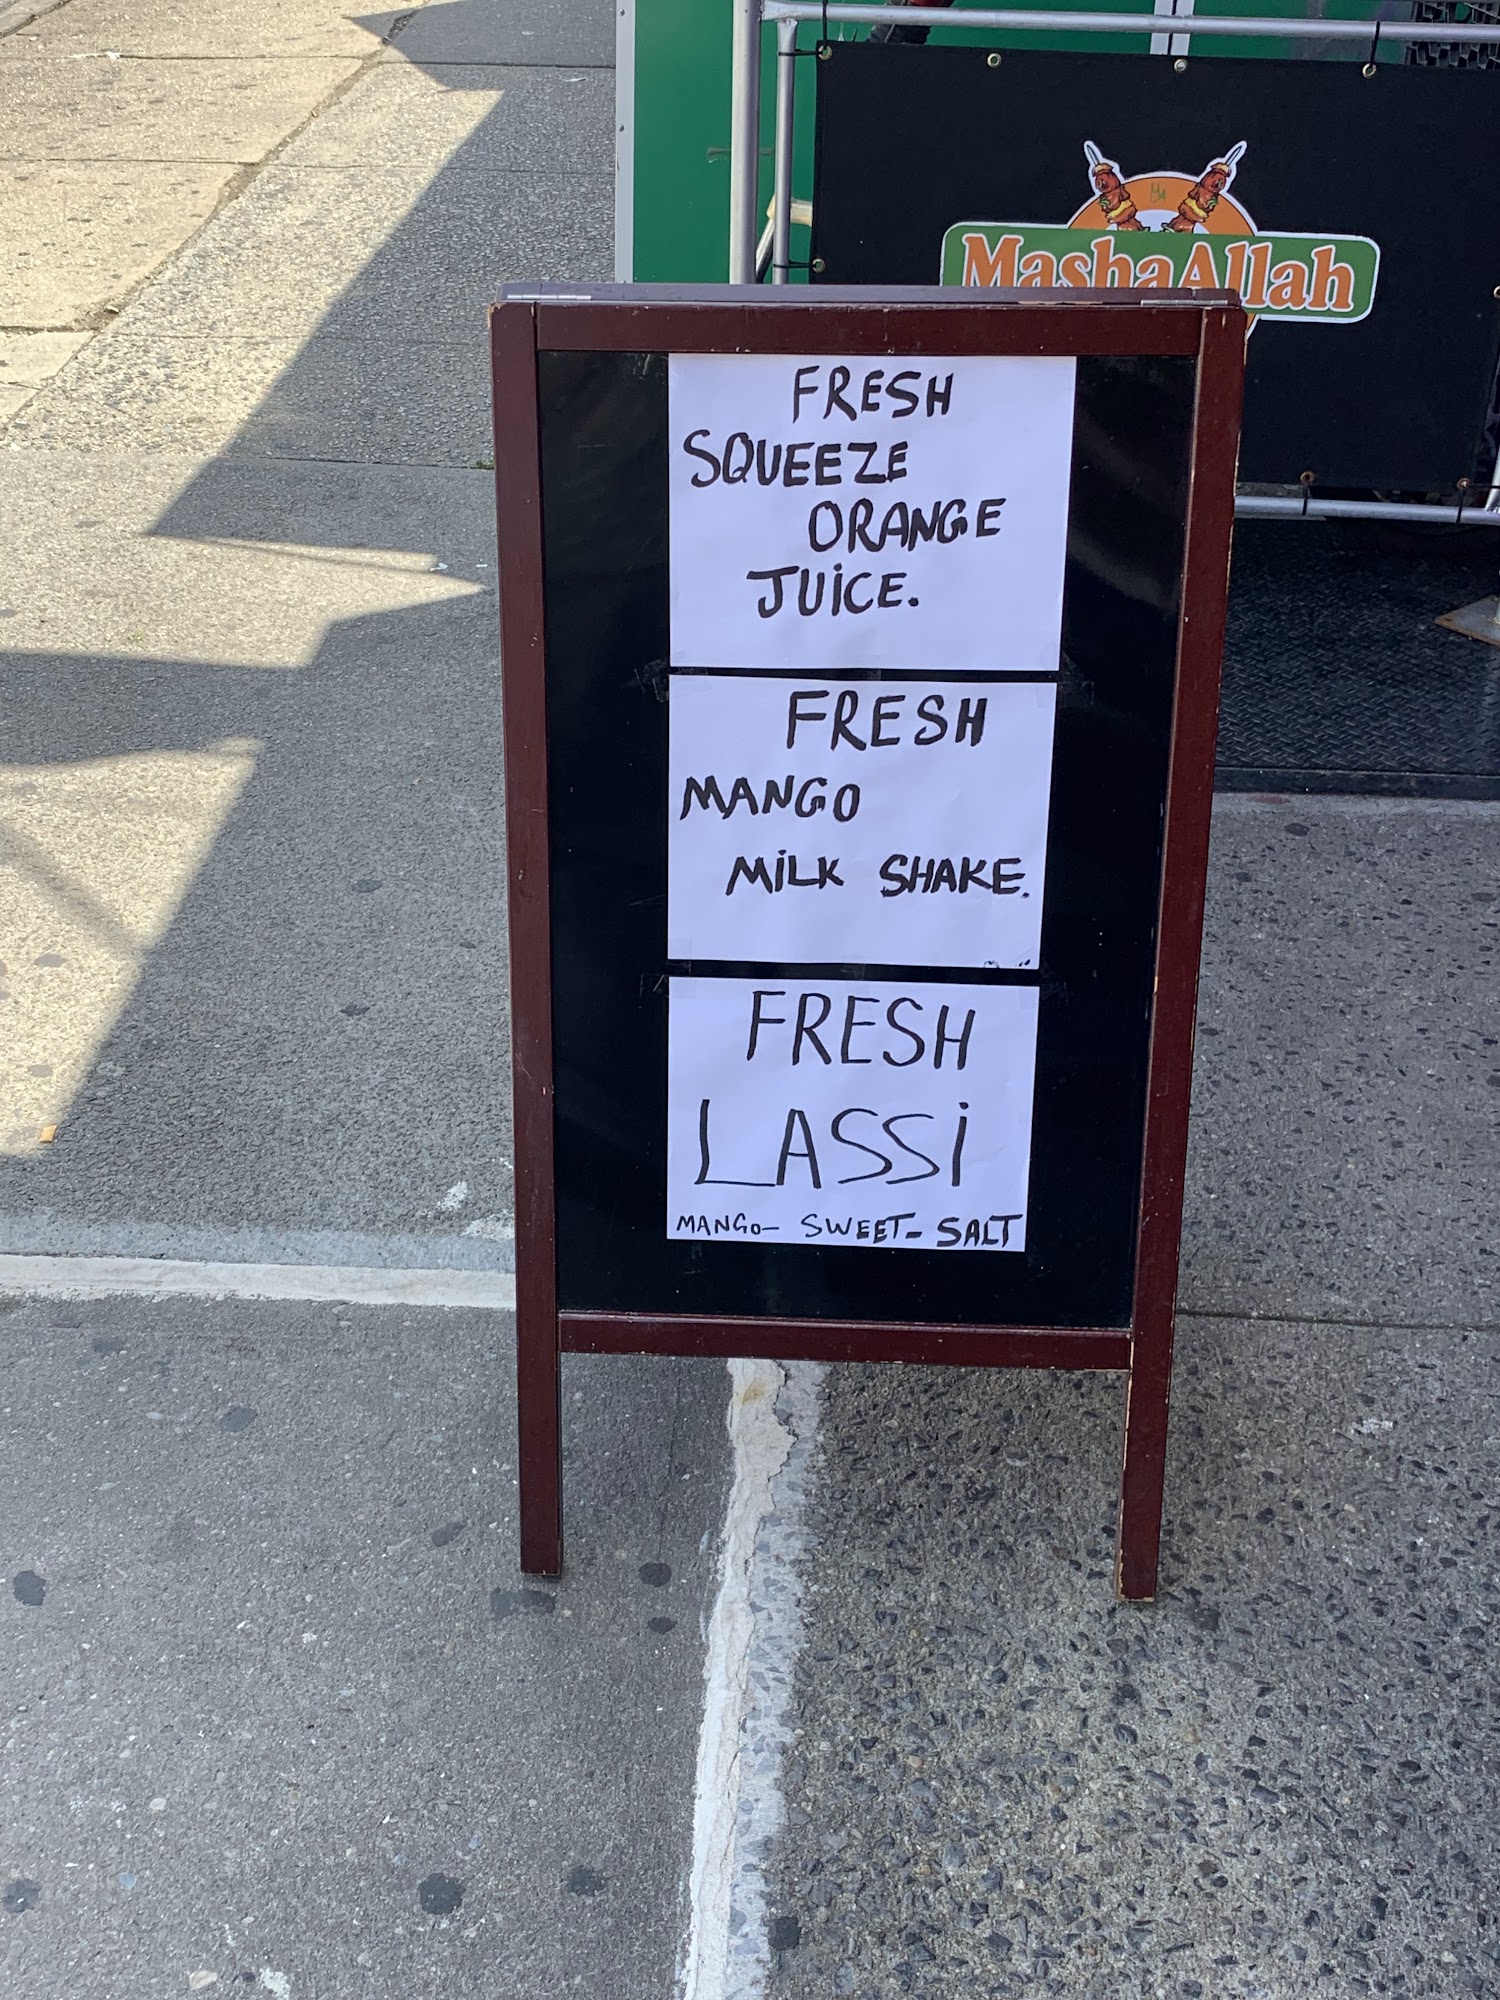 MashaAllah
FRESH
SQUEEZE
ORANGE
JUiCE.
FRESH
MANGO
MiLK SHAKE.
FRESH
LASSi
MANGO- SWEET- SALT